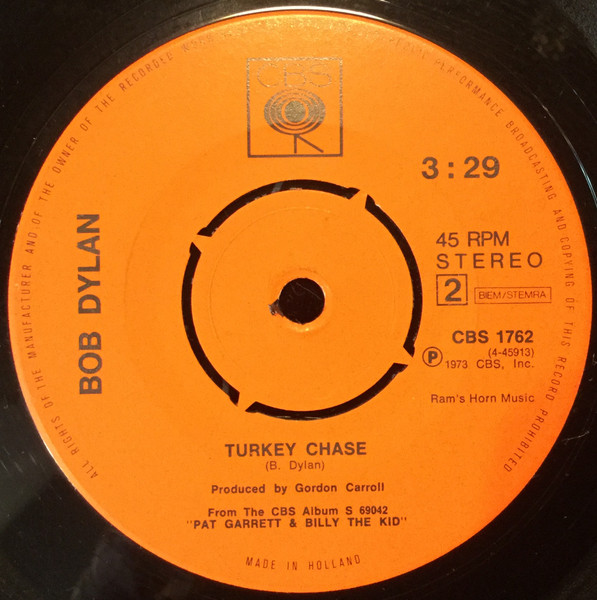 CBS
3:29
BOB DYLAN
45 RPM
STEREO
2 BIEM/STEMRA
CBS 1762
(4-45913)
℗ 1973 CBS, Inc.
Ram's Horn Music
TURKEY CHASE
(B. Dylan)
Produced by Gordon Carroll
From The CBS Album S 69042
"PAT GARRETT & BILLY THE KID"
MADE IN HOLLAND
ALL RIGHTS OF THE MANUFACTURER AND OF THE OWNER OF THE RECORDED PERFORMANCE BROADCASTING AND COPYING OF THIS RECORD PROHIBITED